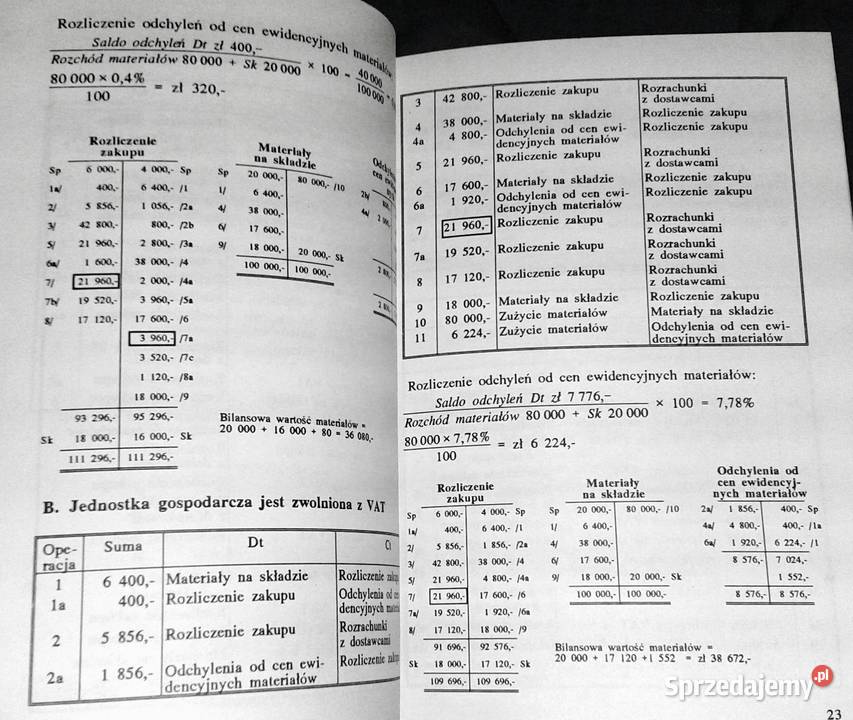 Rozliczenie odchyleń od cen ewidencyjnych materiałów
Saldo odchyleń Dt zł 400,-
Rozchód materiałów 80 000 + Sk 20 000 × 100 = 40 000
100 000
80 000 × 0,4%
100 = zł 320,-
Rozliczenie
zakupu
Sp 6 000,- 4 000,- Sp
1a/ 400,- 6 400,- /1
2/ 5 856,- 1 056,- /2a
3/ 42 800,- 800,- /2b
5/ 21 960,- 2 800,- /3a
6a/ 1 600,- 38 000,- /4
7/ 21 960,- 2 000,- /4a
7b/ 19 520,- 3 960,- /5a
8/ 17 120,- 17 600,- /6
3 960,- /7a
3 520,- /7c
1 120,- /8a
18 000,- /9
93 296,- 95 296,-
Sk 18 000,- 16 000,- Sk
111 296,- 111 296,-
Materiały
na składzie
Sp 20 000,- 80 000,- /10
1/ 6 400,-
4/ 38 000,-
6/ 17 600,-
9/ 18 000,- 20 000,- Sk
100 000,- 100 000,-
Bilansowa wartość materiałów =
20 000 + 16 000 + 80 = 36 080,-
B. Jednostka gospodarcza jest zwolniona z VAT
Ope-
racja Suma Dt Ct
1 6 400,- Materiały na składzie Rozliczenie
1a 400,- Rozliczenie zakupu Odchylenia od
dencyjnych
2 5 856,- Rozliczenie zakupu Rozrachunki
z dostawcami
2a 1 856,- Odchylenia od cen ewi- Rozliczenie
dencyjnych materiałów
3 42 800,- Rozliczenie zakupu Rozrachunki
z dostawcami
4 38 000,- Materiały na składzie Rozliczenie zakupu
4a 4 800,- Odchylenia od cen ewi- Rozliczenie zakupu
dencyjnych materiałów
5 21 960,- Rozliczenie zakupu Rozrachunki
z dostawcami
6 17 600,- Materiały na składzie Rozliczenie zakupu
6a 1 920,- Odchylenia od cen ewi- Rozliczenie zakupu
dencyjnych materiałów
7 21 960,- Rozliczenie zakupu Rozrachunki
z dostawcami
7a 19 520,- Rozliczenie zakupu Rozrachunki
z dostawcami
8 17 120,- Rozliczenie zakupu Rozrachunki
z dostawcami
9 18 000,- Materiały na składzie Rozliczenie zakupu
10 80 000,- Zużycie materiałów Materiały na składzie
11 6 224,- Zużycie materiałów Odchylenia od cen ewi-
dencyjnych materiałów
Rozliczenie odchyleń od cen ewidencyjnych materiałów:
Saldo odchyleń Dt zł 7 776,-
Rozchód materiałów 80 000 + Sk 20 000 × 100 = 7,78%
80 000 × 7,78%
100 = zł 6 224,-
Rozliczenie
zakupu
Sp 6 000,- 4 000,- Sp
1a/ 400,- 6 400,- /1
2/ 5 856,- 1 856,- /2a
3/ 42 800,- 38 000,- /4
5/ 21 960,- 4 800,- /4a
7/ 21 960,- 17 600,- /6
7a/ 19 520,- 1 920,- /6a
8/ 17 120,- 18 000,- /9
91 696,- 92 576,-
Sk 18 000,- 17 120,- Sk
109 696,- 109 696,-
Materiały
na składzie
Sp 20 000,- 80 000,- /10
1/ 6 400,-
4/ 38 000,-
6/ 17 600,-
9/ 18 000,- 20 000,- Sk
100 000,- 100 000,-
Odchylenia od
cen ewidencyj-
nych materiałów
2a/ 1 856,- 400,- Sp
4a/ 4 800,- 400,- /1a
6a/ 1 920,- 6 224,- /1
8 576,- 7 024,-
1 552,-
8 576,- 8 576,-
Bilansowa wartość materiałów =
20 000 + 17 120 +1 552 = zł 38 672,-
Sprzedajemy.pl
23